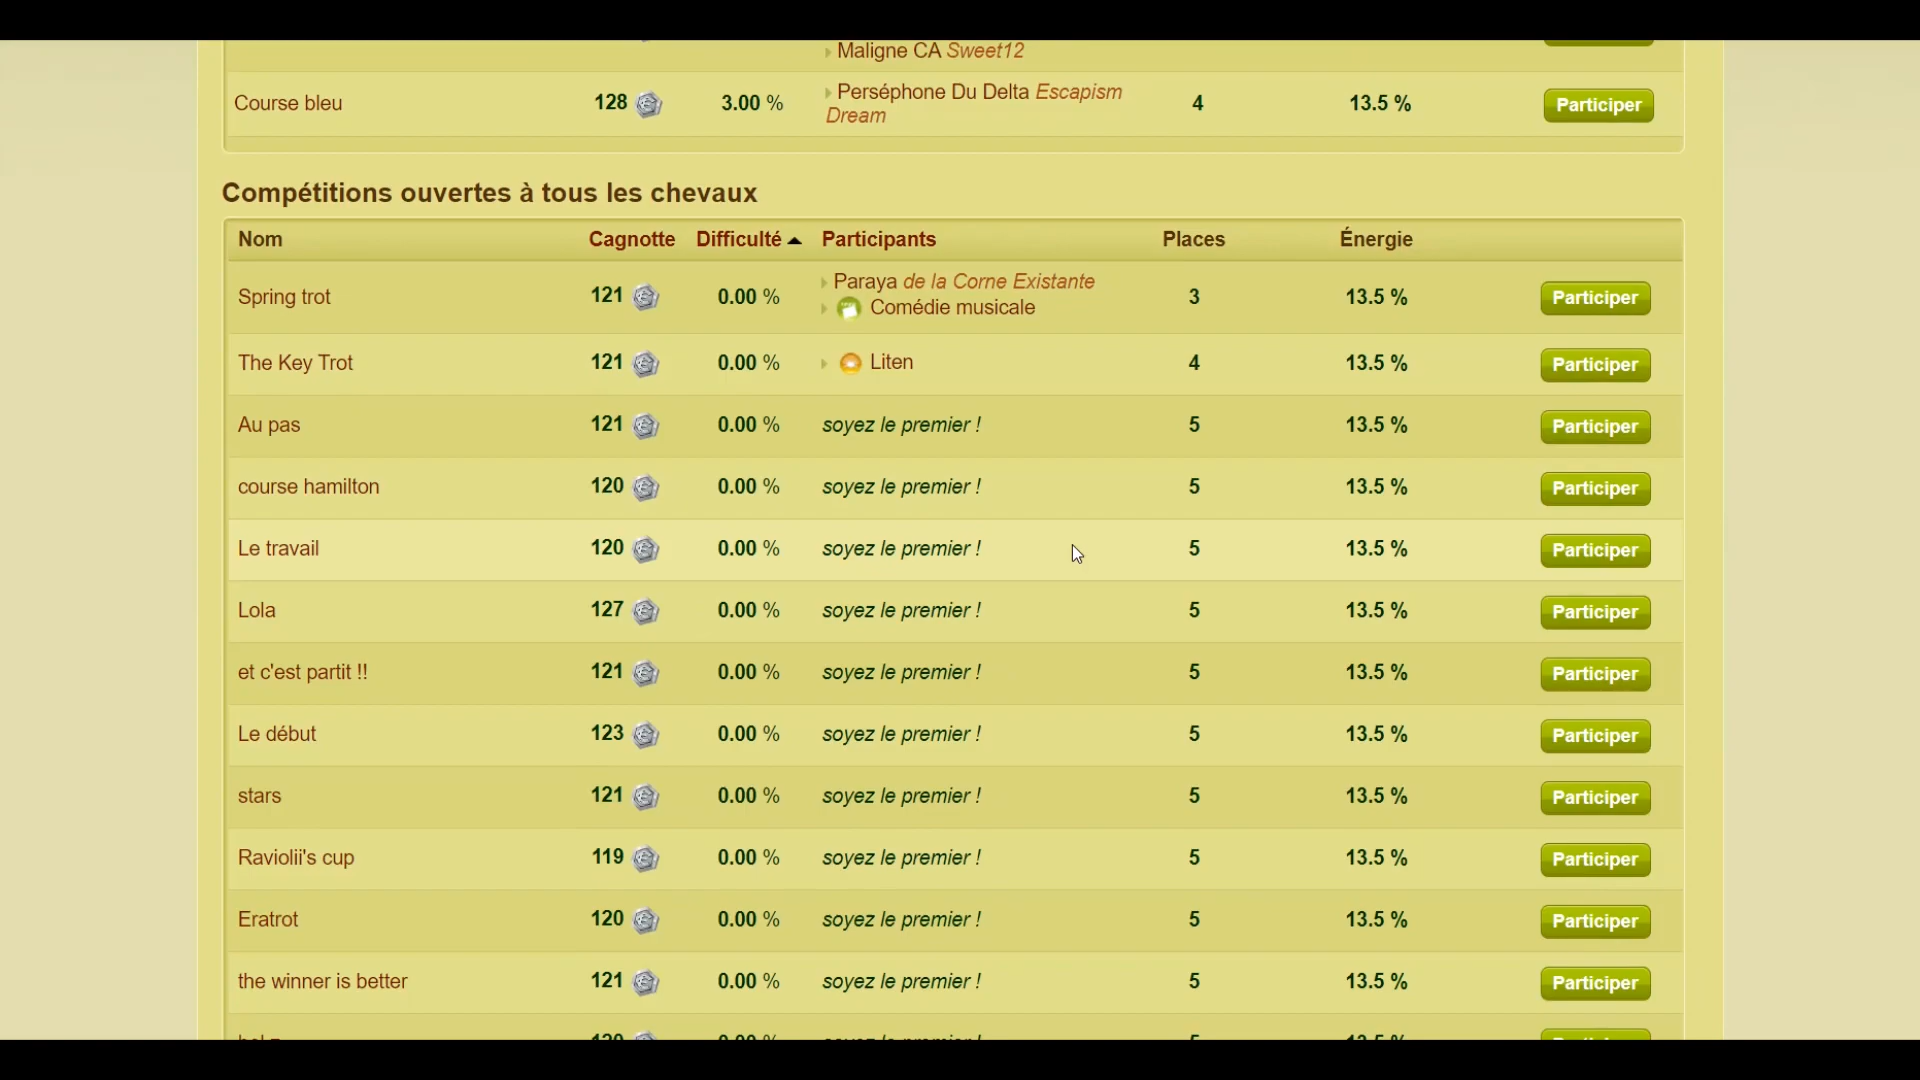 Maligne CA Sweet12
Course bleu 128 3.00 % Perséphone Du Delta Escapism 4 13.5 % Participer
Dream
Compétitions ouvertes à tous les chevaux
Nom Cagnotte Difficulté Participants Places Énergie
Spring trot 121 0.00 % Paraya de la Corne Existante 3 13.5 % Participer
Comédie musicale
The Key Trot 121 0.00 % Liten 4 13.5 % Participer
Au pas 121 0.00 % soyez le premier ! 5 13.5 % Participer
course hamilton 120 0.00 % soyez le premier ! 5 13.5 % Participer
Le travail 120 0.00 % soyez le premier ! 5 13.5 % Participer
Lola 127 0.00 % soyez le premier ! 5 13.5 % Participer
et c'est partit !! 121 0.00 % soyez le premier ! 5 13.5 % Participer
Le début 123 0.00 % soyez le premier ! 5 13.5 % Participer
stars 121 0.00 % soyez le premier ! 5 13.5 % Participer
Raviolii's cup 119 0.00 % soyez le premier ! 5 13.5 % Participer
Eratrot 120 0.00 % soyez le premier ! 5 13.5 % Participer
the winner is better 121 0.00 % soyez le premier ! 5 13.5 % Participer